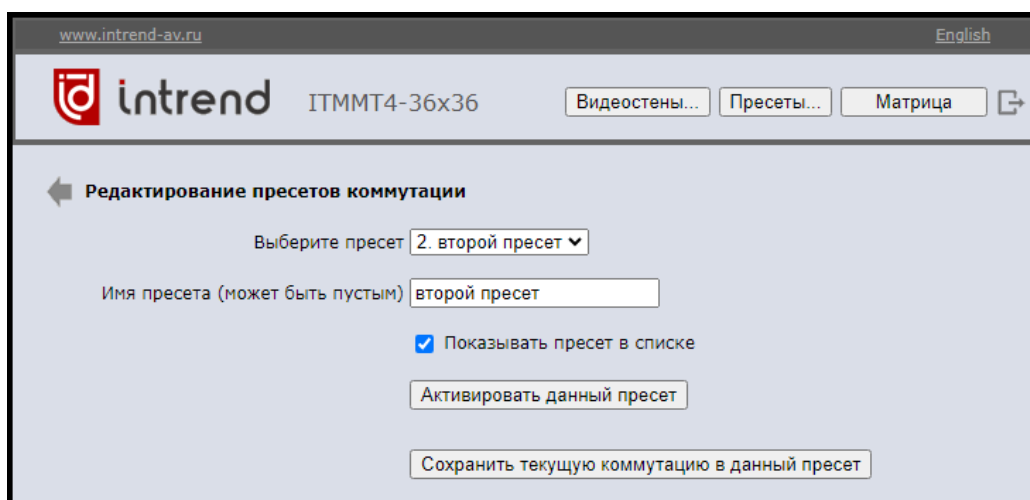 www.intrend-av.ru English
intrend ITMMT4-36x36 Видеостены... Пресеты... Матрица
Редактирование пресетов коммутации
Выберите пресет 2. второй пресет
Имя пресета (может быть пустым) второй пресет
Показывать пресет в списке
Активировать данный пресет
Сохранить текущую коммутацию в данный пресет